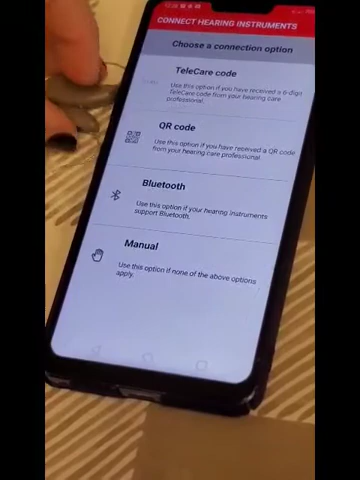 CONNECT HEARING INSTRUMENTS
Choose a connection option
TeleCare code
Use this option if you have received a 6-digit
TeleCare code from your hearing care
professional.
QR code
Use this option if you have received a QR code
from your hearing care professional.
Bluetooth
Use this option if your hearing instruments
support Bluetooth.
Manual
Use this option if none of the above options
apply.